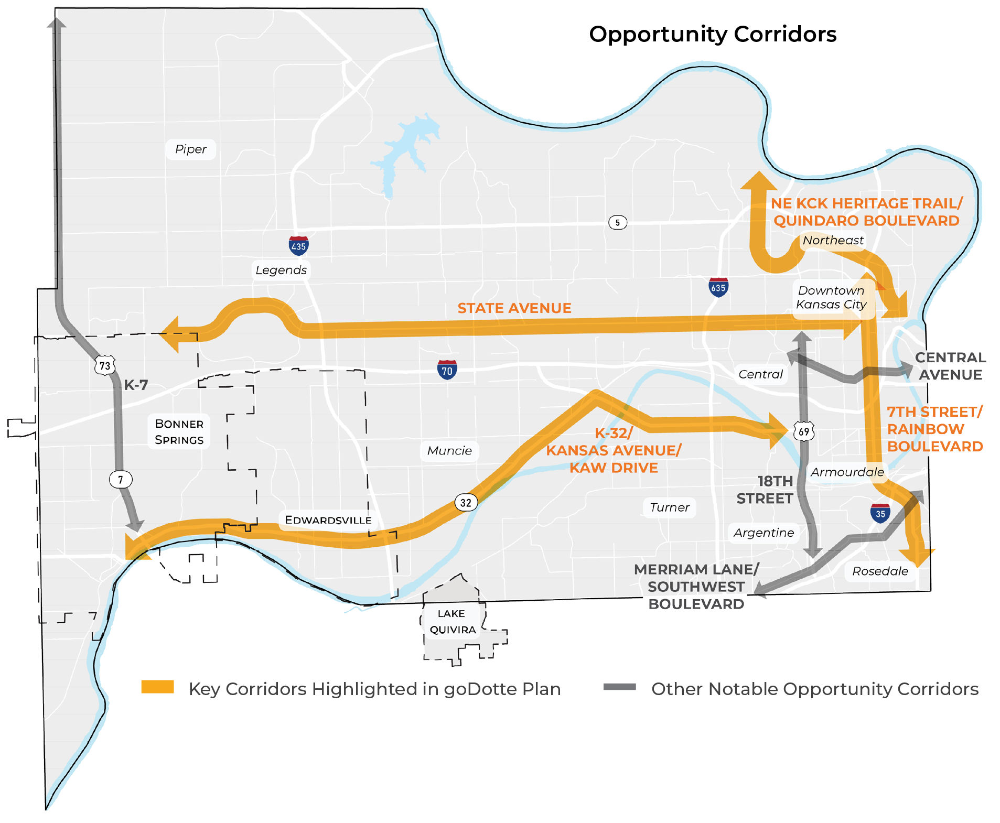 Opportunity Corridors
Piper
NE KCK HERITAGE TRAIL/
QUINDARO BOULEVARD
5
Northeast
435
Legends
635
Downtown
Kansas City
STATE AVENUE
73
K-7
70
Central
CENTRAL
AVENUE
BONNER
SPRINGS
7TH STREET/
RAINBOW
BOULEVARD
69
K-32/
KANSAS AVENUE/
KAW DRIVE
Muncie
7
Armourdale
18TH
STREET
32
Turner
35
EDWARDSVILLE
Argentine
MERRIAM LANE/
SOUTHWEST
BOULEVARD
Rosedale
LAKE
QUIVIRA
Key Corridors Highlighted in goDotte Plan
Other Notable Opportunity Corridors